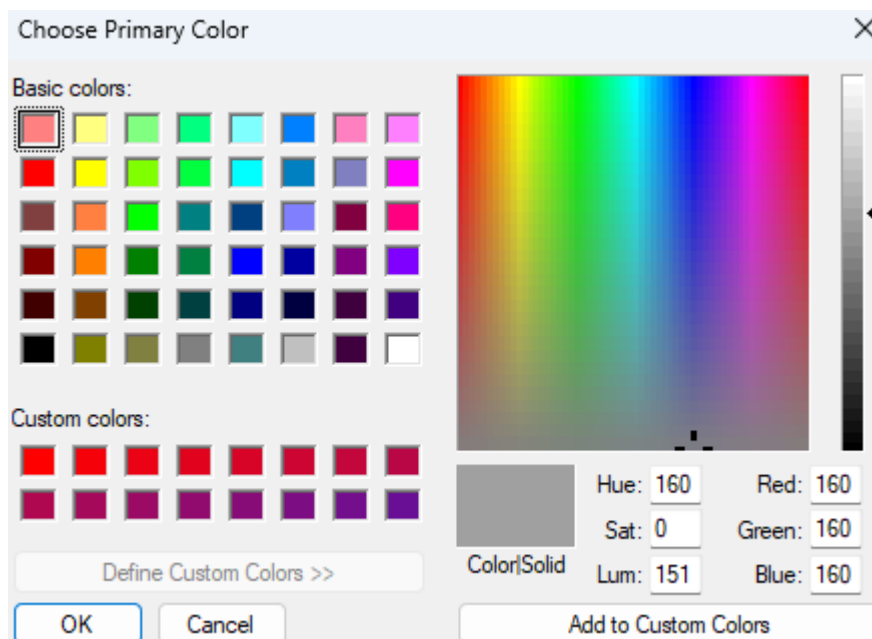 Choose Primary Color
Basic colors:
Custom colors:
Define Custom Colors >>
OK Cancel
Color|Solid
Hue: 160 Red: 160
Sat: 0 Green: 160
Lum: 151 Blue: 160
Add to Custom Colors